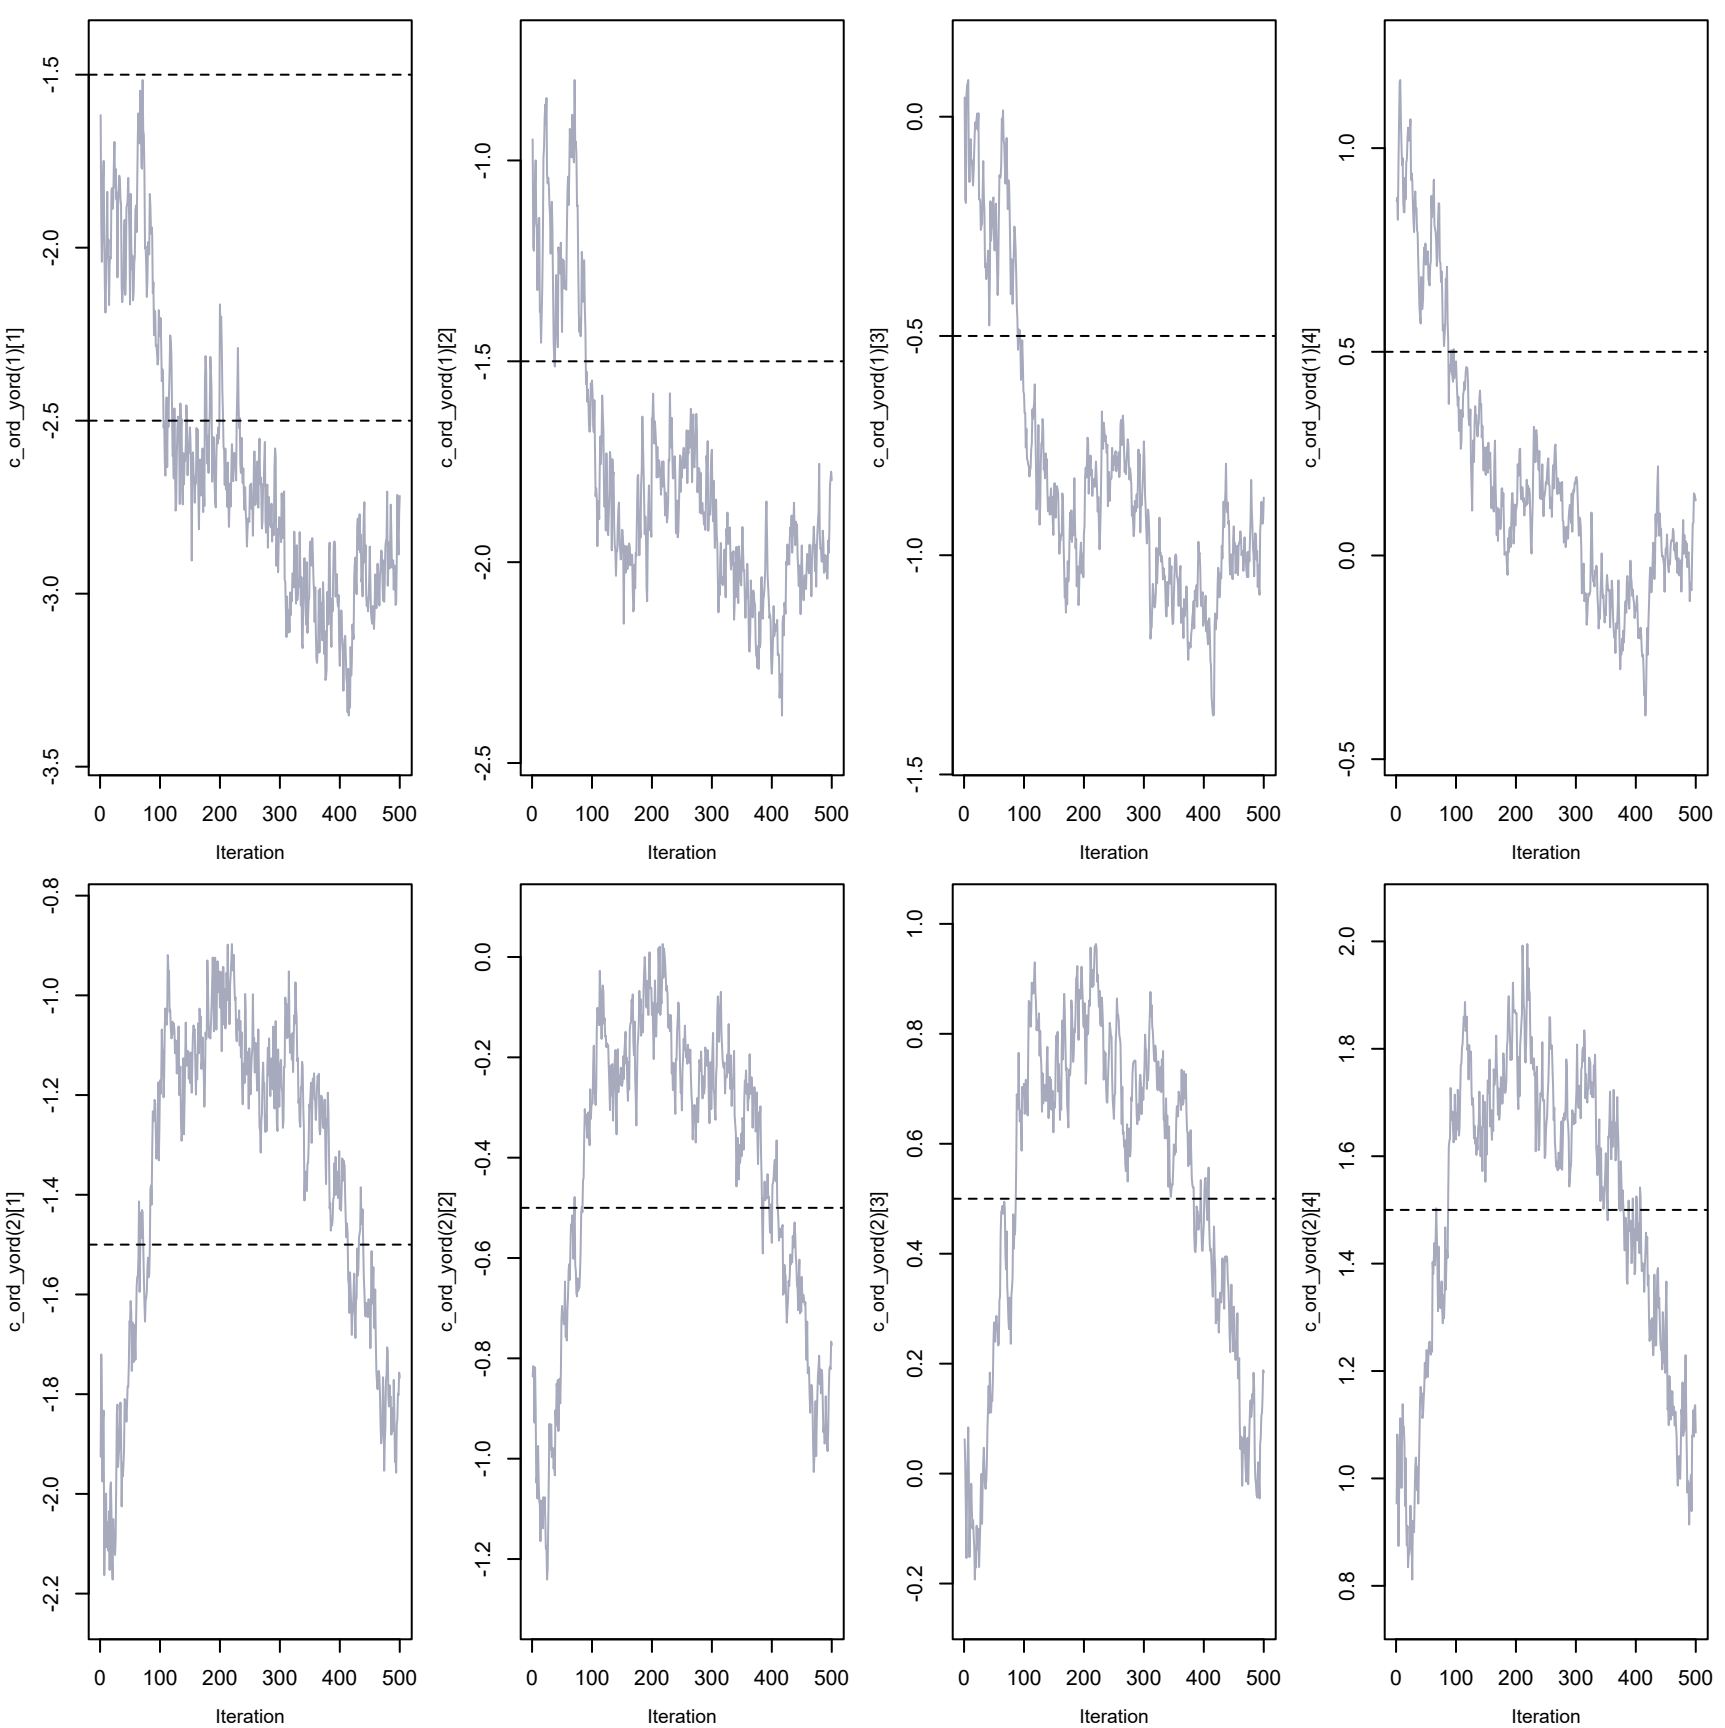 c_ord_yord(1)[1]
-3.5 -3.0 -2.5 -2.0 -1.5
0 100 200 300 400 500
Iteration
c_ord_yord(1)[2]
-2.5 -2.0 -1.5 -1.0
0 100 200 300 400 500
Iteration
c_ord_yord(1)[3]
-1.5 -1.0 -0.5 0.0
0 100 200 300 400 500
Iteration
c_ord_yord(1)[4]
-0.5 0.0 0.5 1.0
0 100 200 300 400 500
Iteration
c_ord_yord(2)[1]
-2.2 -2.0 -1.8 -1.6 -1.4 -1.2 -1.0 -0.8
0 100 200 300 400 500
Iteration
c_ord_yord(2)[2]
-1.2 -1.0 -0.8 -0.6 -0.4 -0.2 0.0
0 100 200 300 400 500
Iteration
c_ord_yord(2)[3]
-0.2 0.0 0.2 0.4 0.6 0.8 1.0
0 100 200 300 400 500
Iteration
c_ord_yord(2)[4]
0.8 1.0 1.2 1.4 1.6 1.8 2.0
0 100 200 300 400 500
Iteration